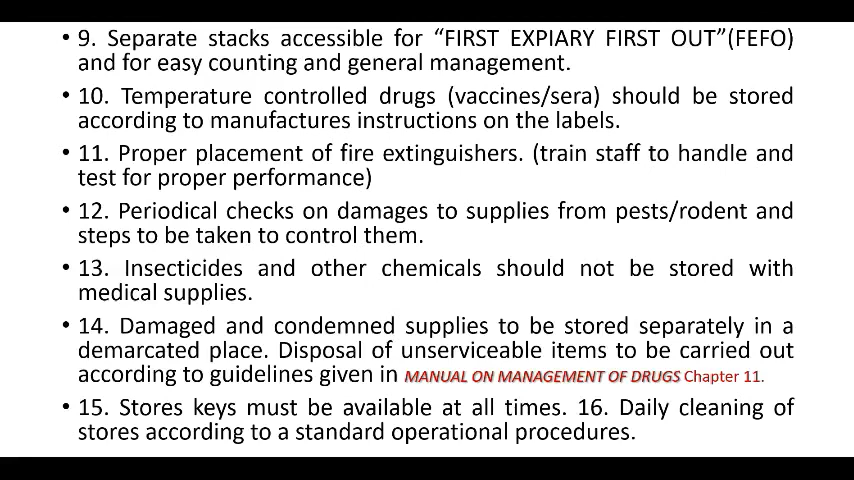 • 9. Separate stacks accessible for “FIRST EXPIARY FIRST OUT”(FEFO)
and for easy counting and general management.
• 10. Temperature controlled drugs (vaccines/sera) should be stored
according to manufactures instructions on the labels.
• 11. Proper placement of fire extinguishers. (train staff to handle and
test for proper performance)
• 12. Periodical checks on damages to supplies from pests/rodent and
steps to be taken to control them.
• 13. Insecticides and other chemicals should not be stored with
medical supplies.
• 14. Damaged and condemned supplies to be stored separately in a
demarcated place. Disposal of unserviceable items to be carried out
according to guidelines given in MANUAL ON MANAGEMENT OF DRUGS Chapter 11.
• 15. Stores keys must be available at all times. 16. Daily cleaning of
stores according to a standard operational procedures.